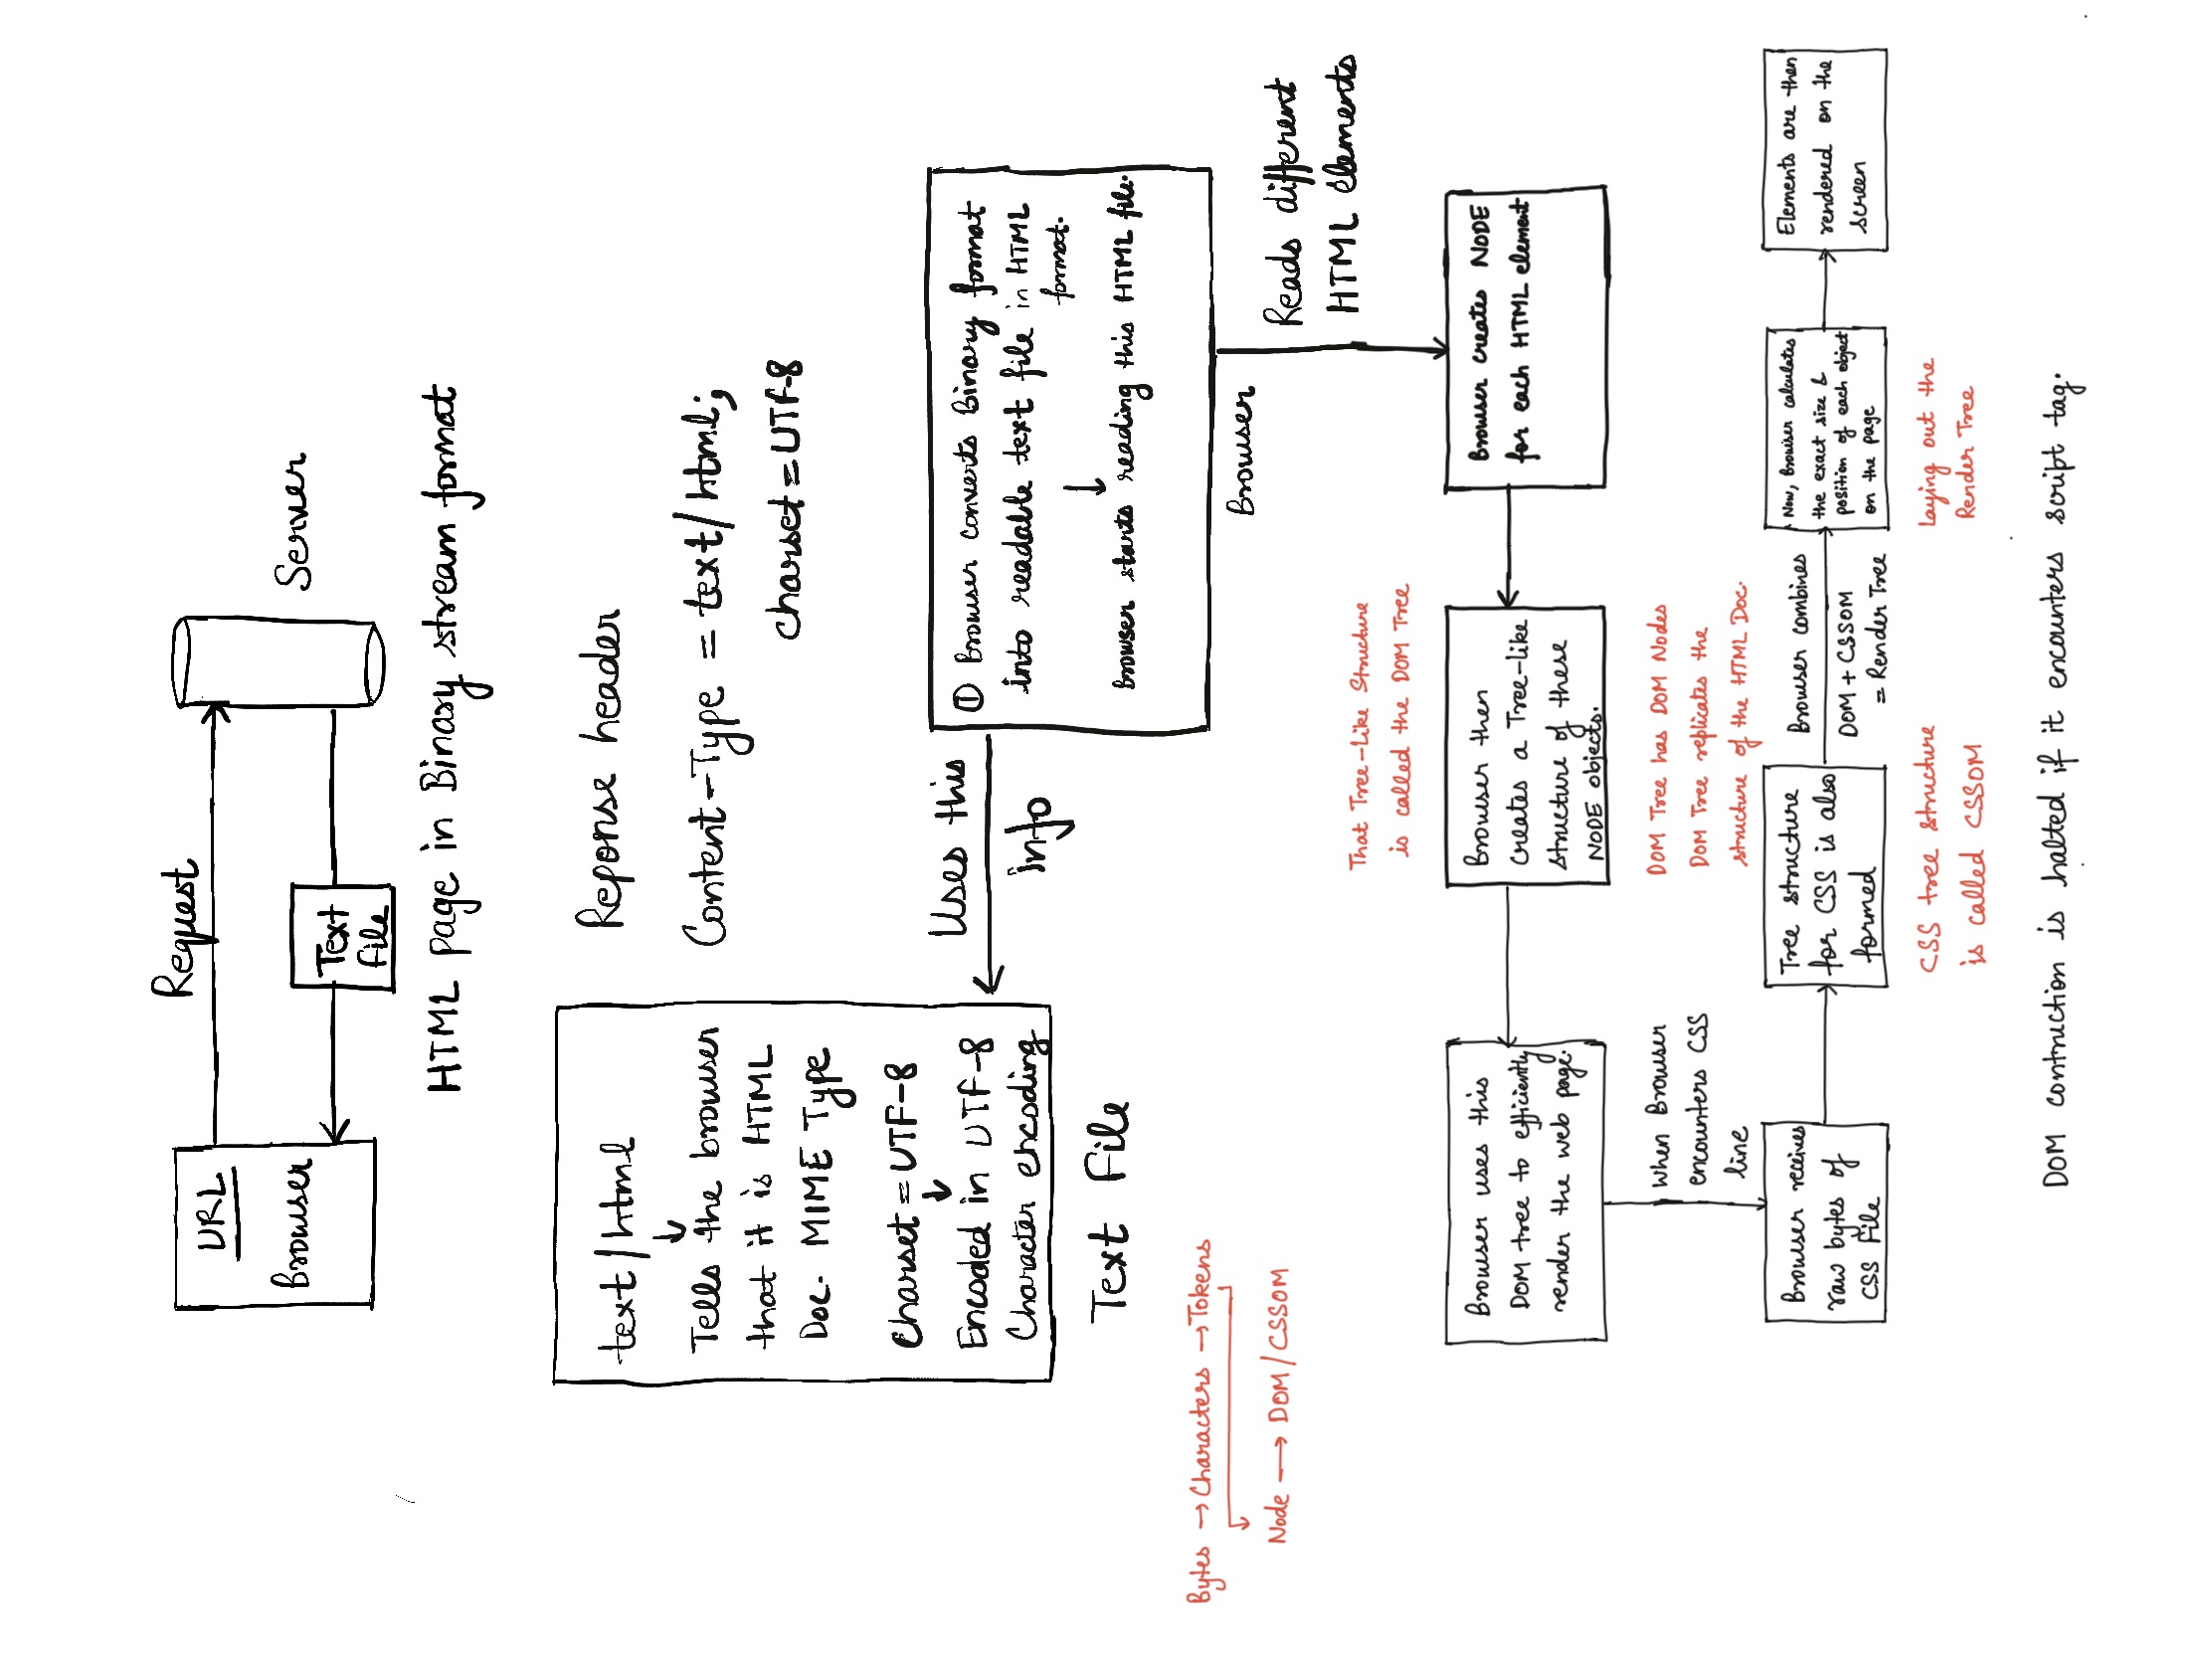 Request
URL
Browser
Text
File
Server
HTML page in Binary stream format
text/html
↓
Tells the browser
that it is HTML
Doc. MIME Type
Charset = UTF-8
↓
Encoded in UTF-8
Character encoding
Text File
Reponse header
Content-Type = text/html;
charset = UTF-8
Uses this
info
① Browser converts Binary format
into readable text file in HTML
format.
↓
Browser starts reading this HTML file.
Browser
Bytes → Characters → Tokens
Node → DOM/CSSOM
Reads different
HTML elements
That Tree-Like Structure
is called the DOM Tree
Browser creates NODE
for each HTML element
Browser then
creates a Tree-like
structure of these
NODE objects.
Browser uses this
DOM tree to efficiently
render the web page.
DOM Tree has DOM Nodes
DOM Tree replicates the
structure of the HTML Doc.
when Browser
encounters CSS
line
Browser receives
raw bytes of
CSS File
Tree structure
for CSS is also
formed
Browser combines
DOM + CSSOM
= Render Tree
Now, Browser calculates
the exact size &
position of each object
on the page
Elements are then
rendered on the
screen
CSS tree structure
is called CSSOM
Laying out the
Render Tree
DOM contruction is halted if it encounters script tag.